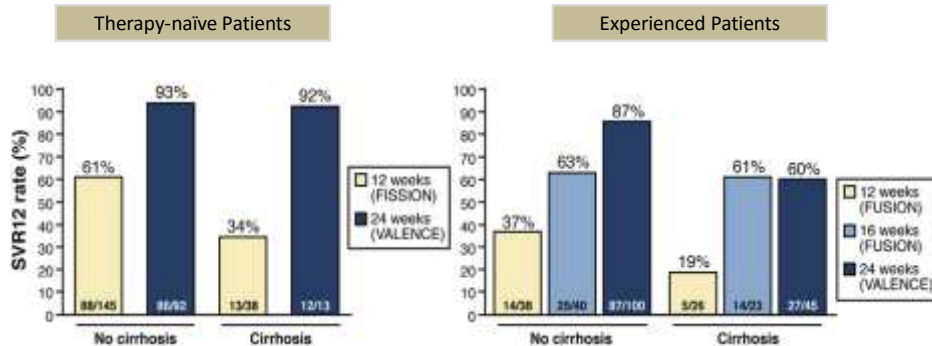 Therapy-naïve Patients
Experienced Patients
SVR12 rate (%)
100
90
80
70
60
50
40
30
20
10
0
61%
93%
34%
92%
88/145
86/92
13/38
12/13
No cirrhosis
Cirrhosis
12 weeks
(FISSION)
24 weeks
(VALENCE)
100
90
80
70
60
50
40
30
20
10
0
37%
63%
87%
19%
61%
60%
14/38
25/40
87/100
5/26
14/23
27/45
No cirrhosis
Cirrhosis
12 weeks
(FUSION)
16 weeks
(FUSION)
24 weeks
(VALENCE)